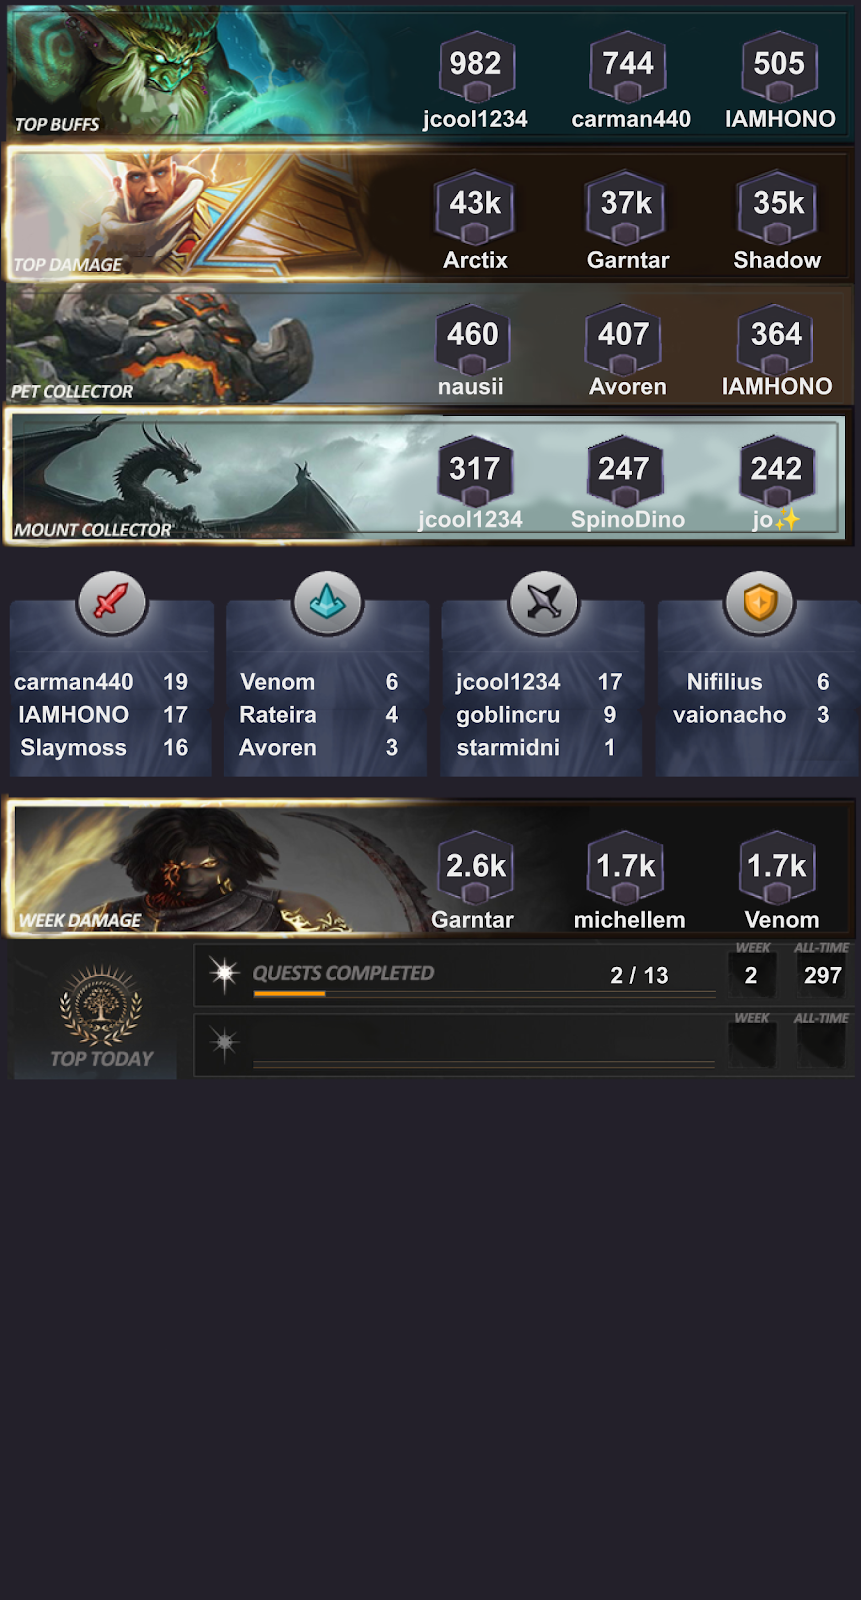 982 744 505
TOP BUFFS jcool1234 carman440 IAMHONO
43k 37k 35k
TOP DAMAGE Arctix Garntar Shadow
460 407 364
PET COLLECTOR nausii Avoren IAMHONO
317 247 242
MOUNT COLLECTOR jcool1234 SpinoDino jo✨
carman440 19 Venom 6 jcool1234 17 Nifilius 6
IAMHONO 17 Rateira 4 goblincru 9 vaionacho 3
Slaymoss 16 Avoren 3 starmidni 1
2.6k 1.7k 1.7k
WEEK DAMAGE Garntar michellem Venom
WEEK ALL-TIME
QUESTS COMPLETED 2 / 13 2 297
WEEK ALL-TIME
TOP TODAY